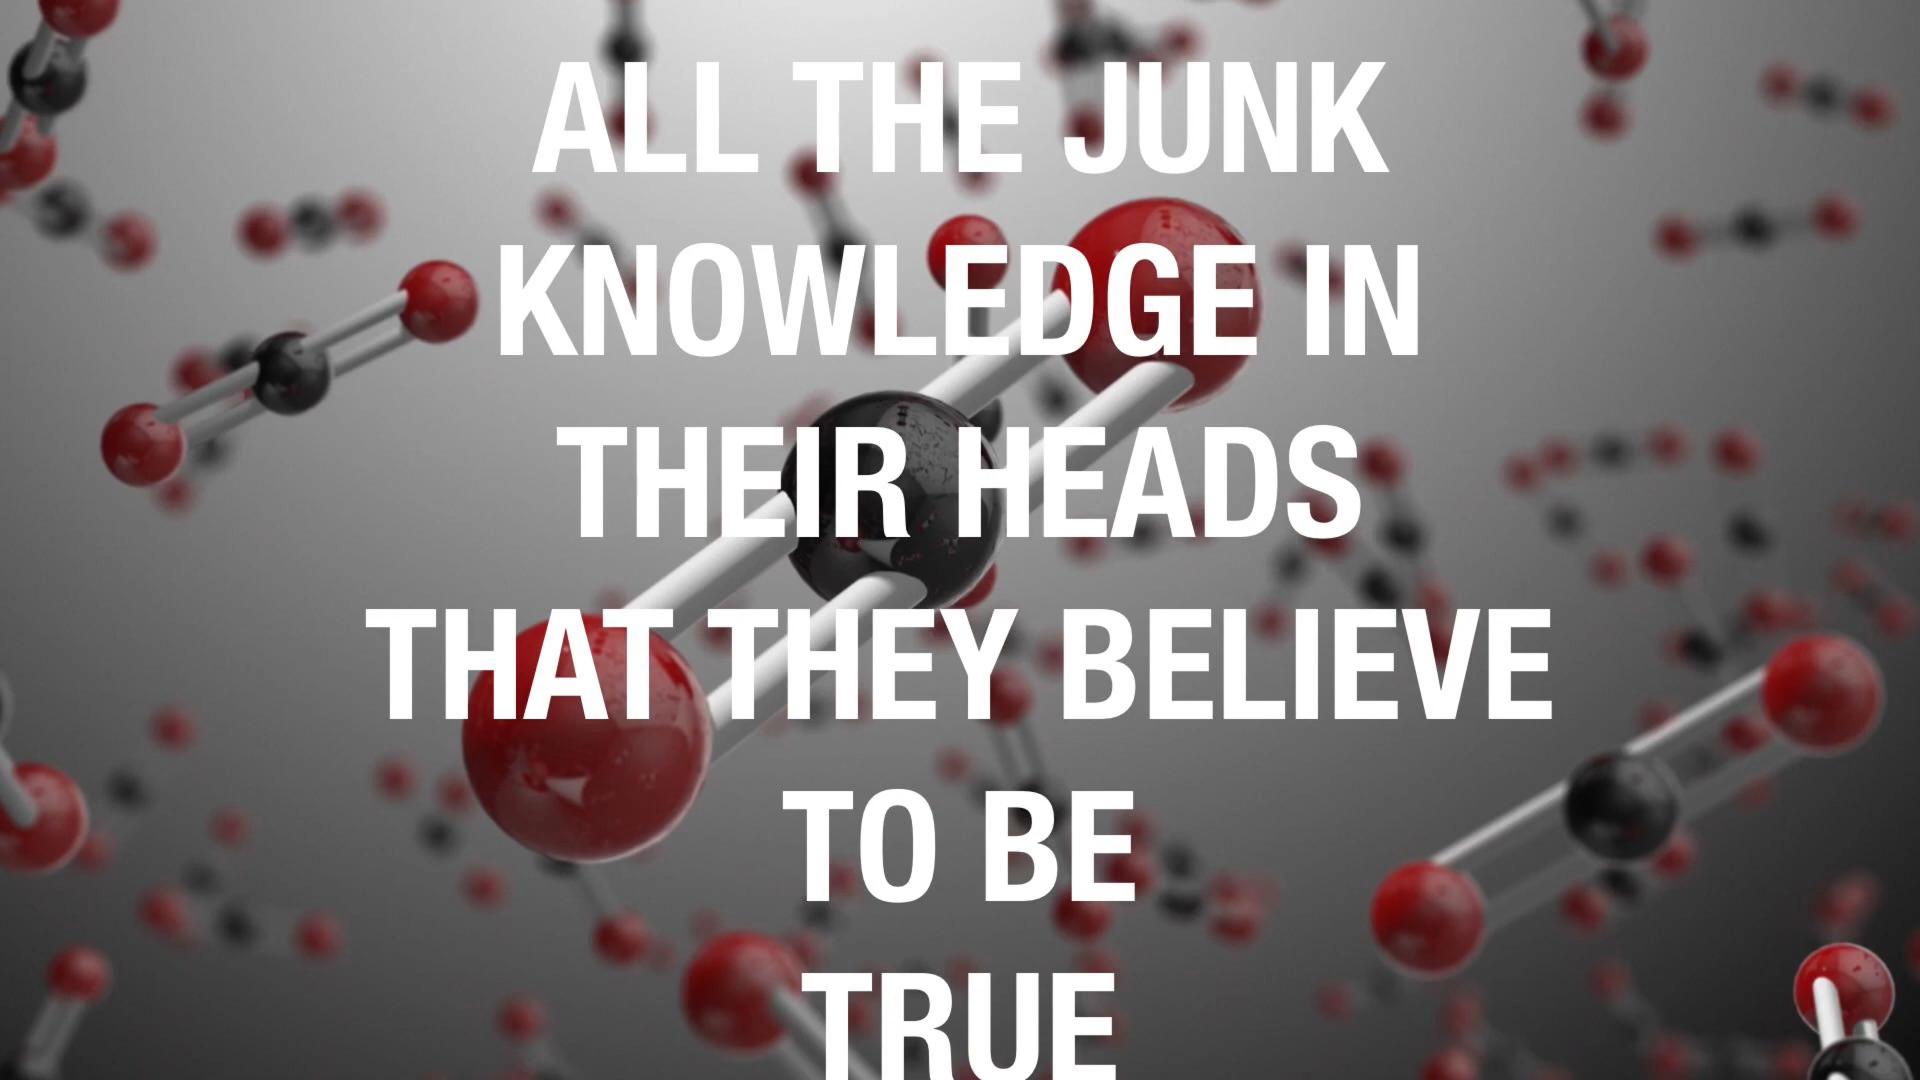 ALL THE JUNK
KNOWLEDGE IN
THEIR HEADS
THAT THEY BELIEVE
TO BE
TRUE